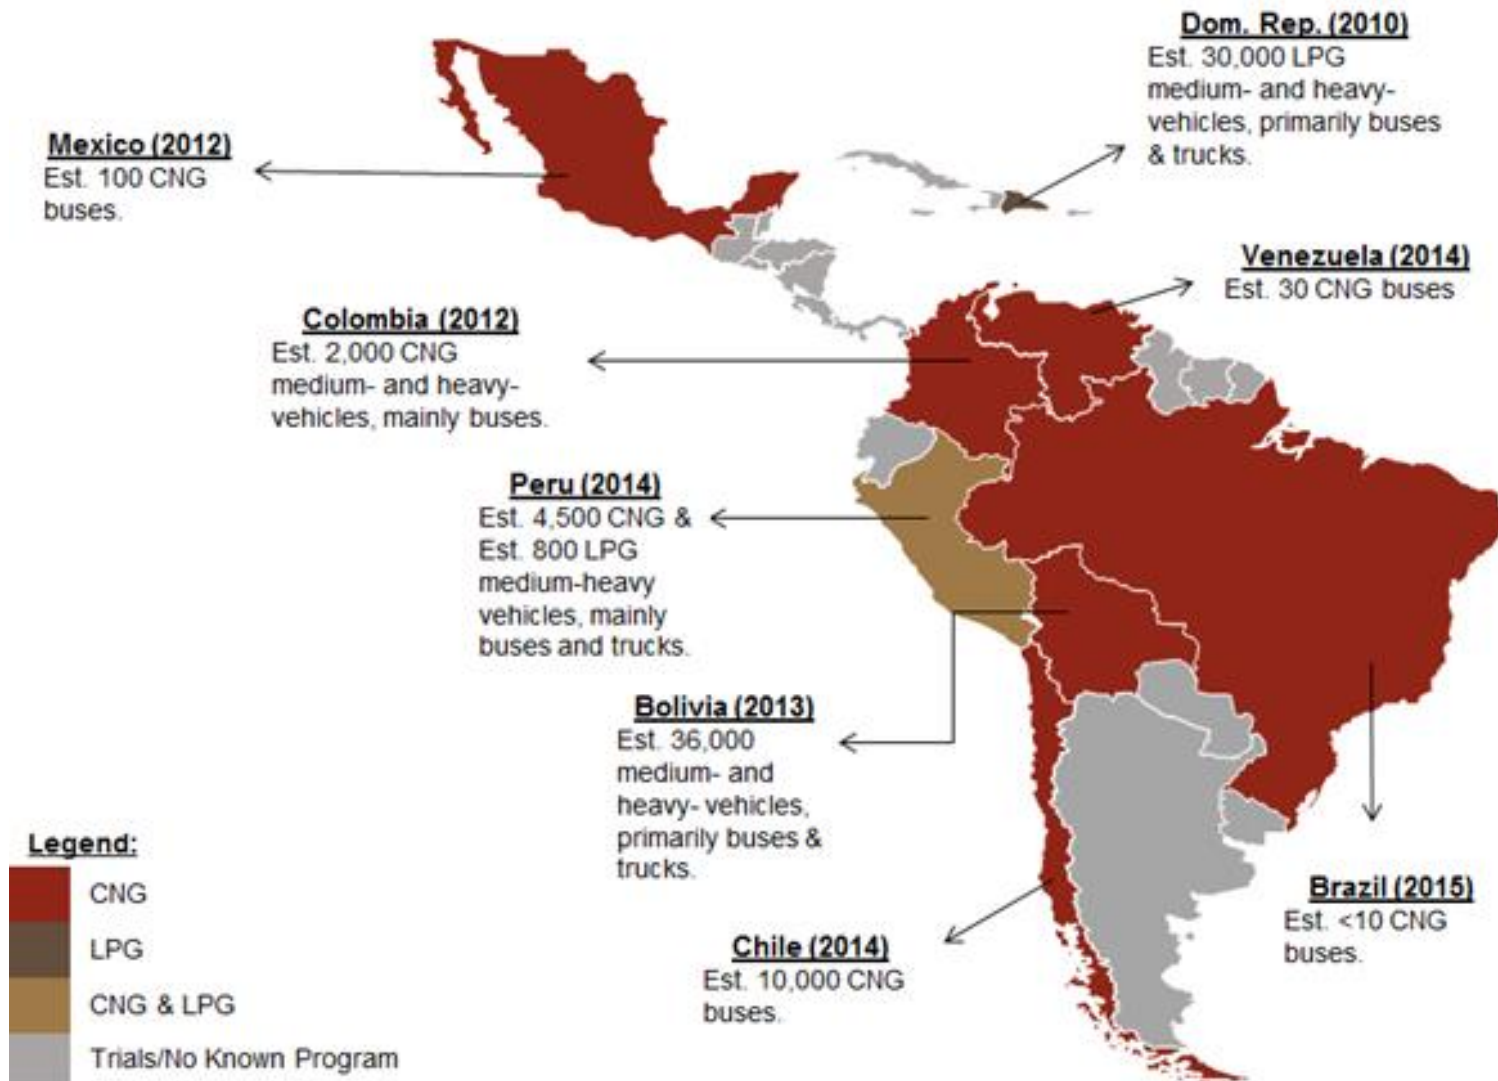 Dom. Rep. (2010)
Est. 30,000 LPG
medium- and heavy-
vehicles, primarily buses
& trucks.
Mexico (2012)
Est. 100 CNG
buses.
Venezuela (2014)
Est. 30 CNG buses
Colombia (2012)
Est. 2,000 CNG
medium- and heavy-
vehicles, mainly buses.
Peru (2014)
Est. 4,500 CNG &
Est. 800 LPG
medium-heavy
vehicles, mainly
buses and trucks.
Bolivia (2013)
Est. 36,000
medium- and
heavy- vehicles,
primarily buses &
trucks.
Brazil (2015)
Est. <10 CNG
buses.
Chile (2014)
Est. 10,000 CNG
buses.
Legend:
CNG
LPG
CNG & LPG
Trials/No Known Program